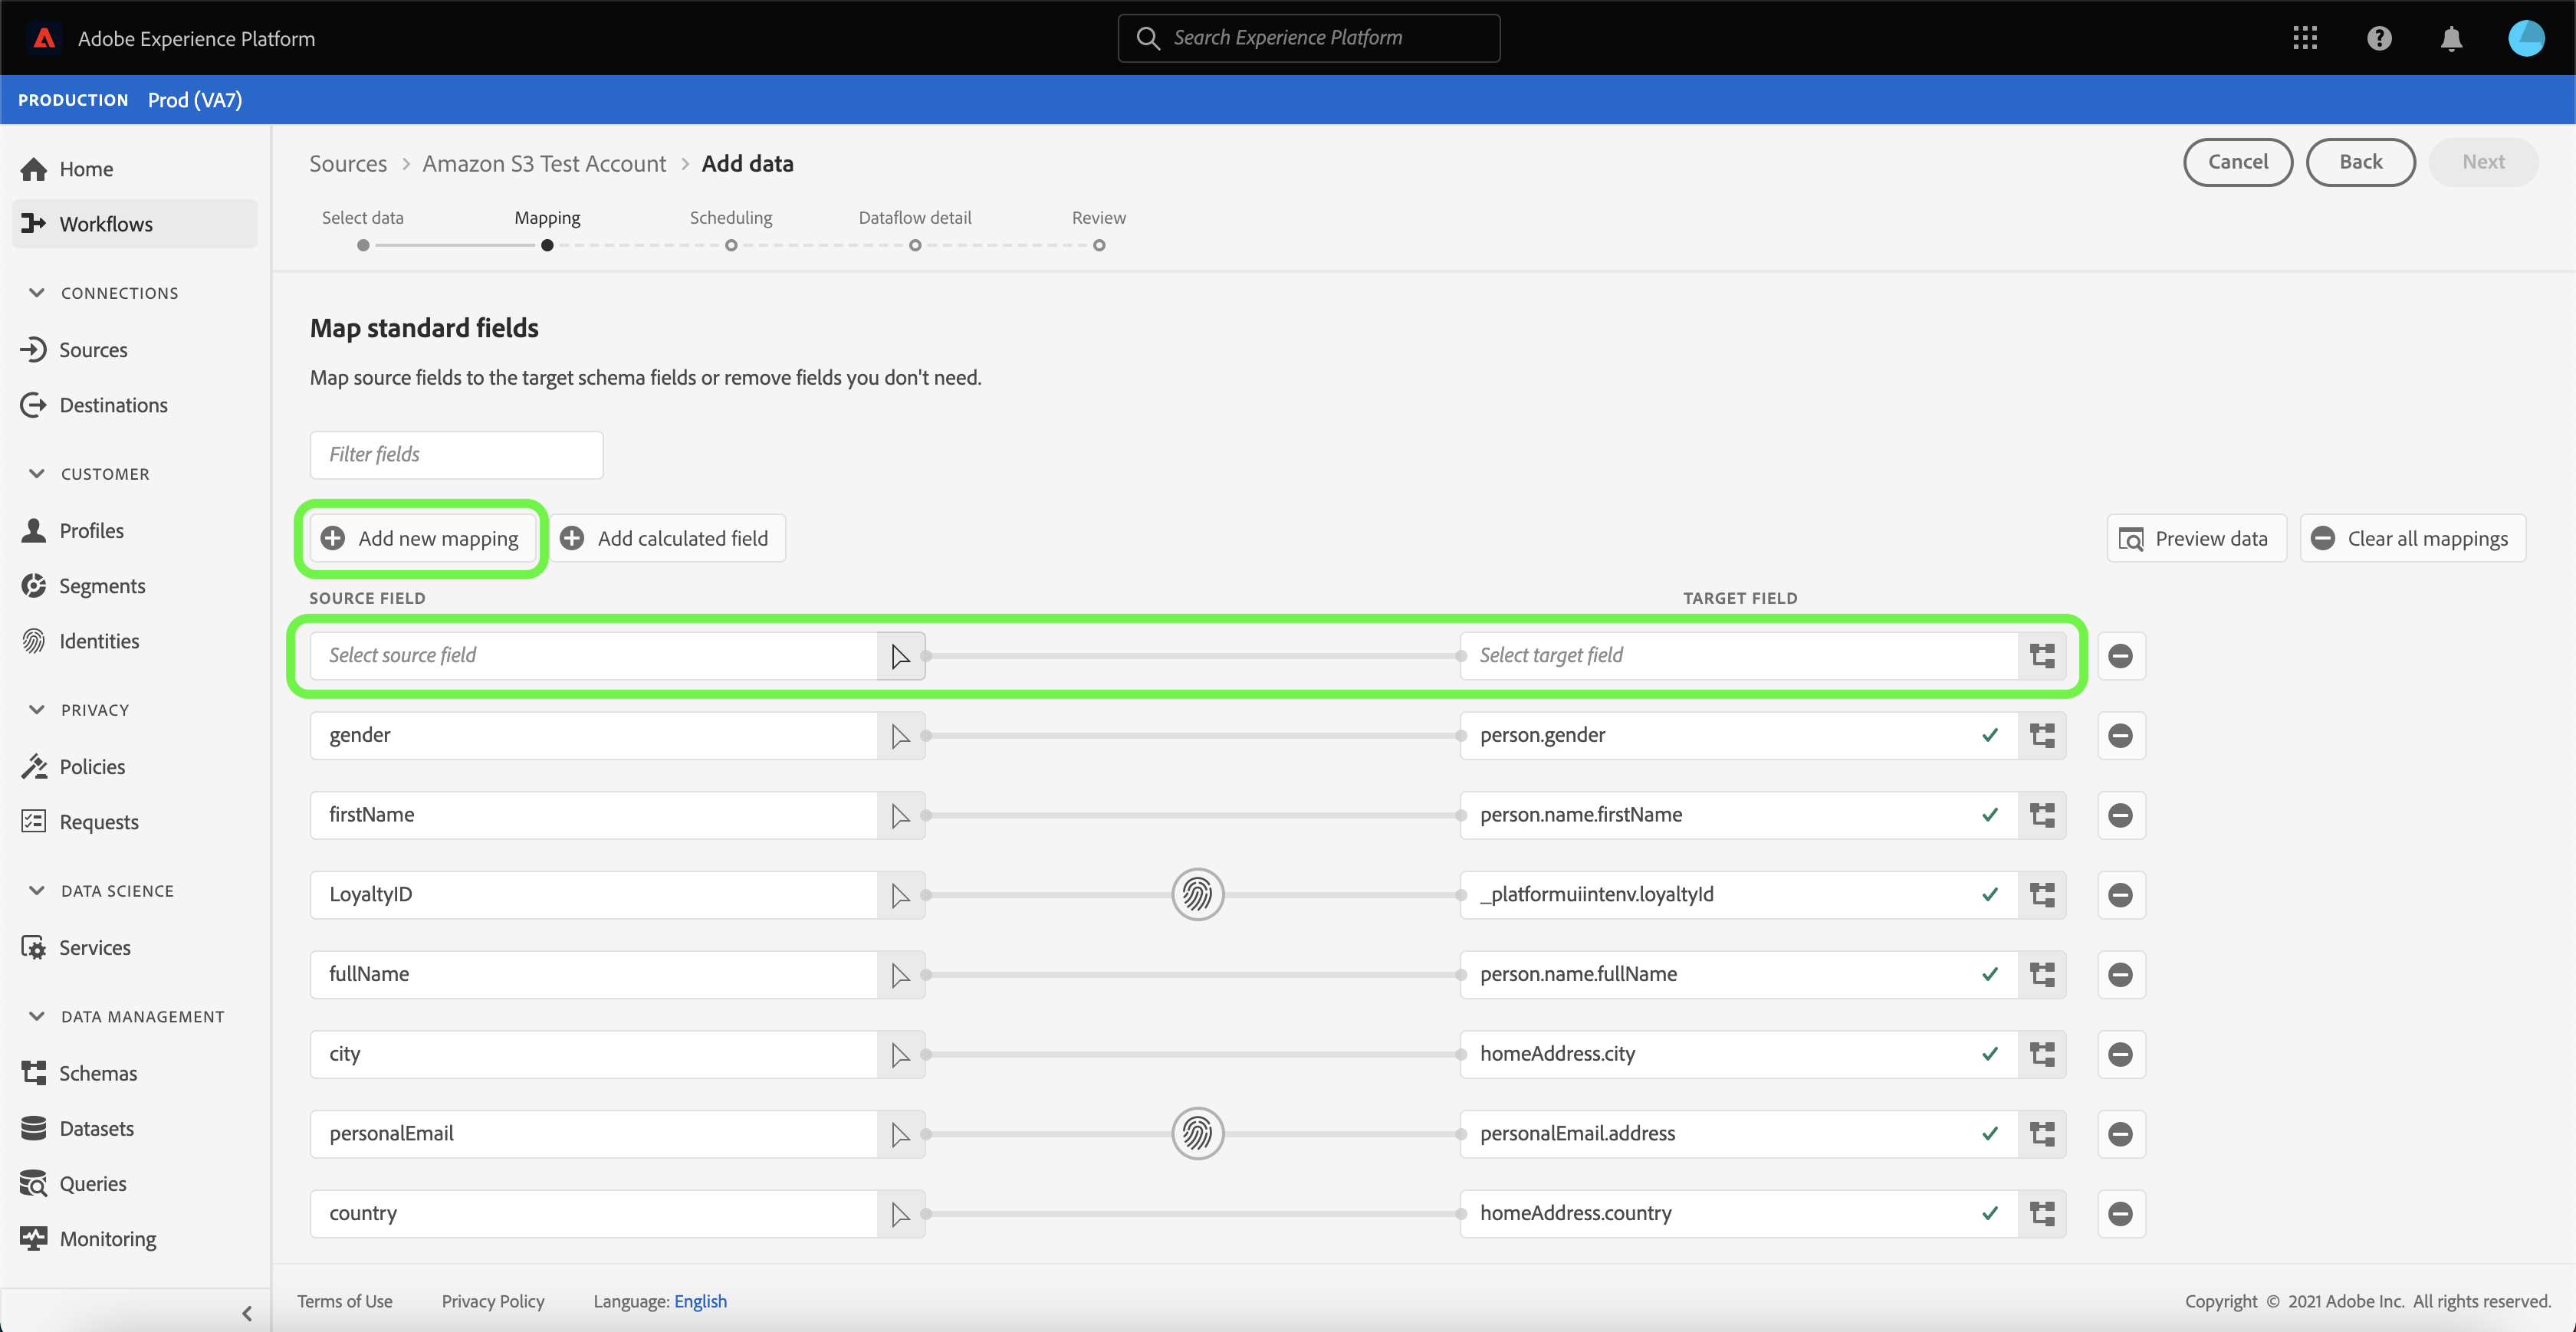 Adobe Experience Platform
Search Experience Platform
PRODUCTION Prod (VA7)
Home
Workflows
CONNECTIONS
Sources
Destinations
CUSTOMER
Profiles
Segments
Identities
PRIVACY
Policies
Requests
DATA SCIENCE
Services
DATA MANAGEMENT
Schemas
Datasets
Queries
Monitoring
Sources > Amazon S3 Test Account > Add data
Cancel Back Next
Select data Mapping Scheduling Dataflow detail Review
Map standard fields
Map source fields to the target schema fields or remove fields you don't need.
Filter fields
Add new mapping Add calculated field Preview data Clear all mappings
SOURCE FIELD TARGET FIELD
Select source field Select target field
gender person.gender
firstName person.name.firstName
LoyaltyID _platformuiintenv.loyaltyId
fullName person.name.fullName
city homeAddress.city
personalEmail personalEmail.address
country homeAddress.country
Terms of Use Privacy Policy Language: English Copyright © 2021 Adobe Inc. All rights reserved.